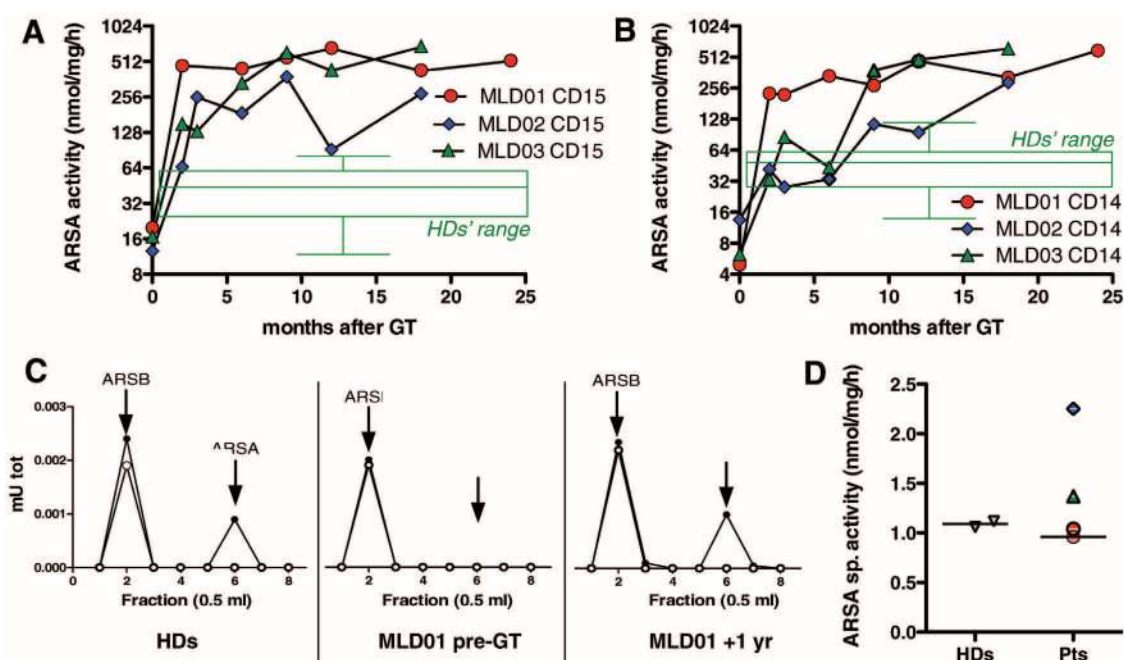 A
ARSA activity (nmol/mg/h)
1024
512
256
128
64
32
16
8
0 5 10 15 20 25
months after GT
MLD01 CD15
MLD02 CD15
MLD03 CD15
HDs' range
B
ARSA activity (nmol/mg/h)
1024
512
256
128
64
32
16
8
4
0 5 10 15 20 25
months after GT
HDs' range
MLD01 CD14
MLD02 CD14
MLD03 CD14
C
mU tot
0.003
0.002
0.001
0.000
ARSB
ARSA
0 2 4 6 8
Fraction (0.5 ml)
HDs
ARSI
2 4 6 8
Fraction (0.5 ml)
MLD01 pre-GT
ARSB
2 4 6 8
Fraction (0.5 ml)
MLD01 +1 yr
D
ARSA sp. activity (nmol/mg/h)
2.5
2.0
1.5
1.0
0.5
0.0
HDs Pts